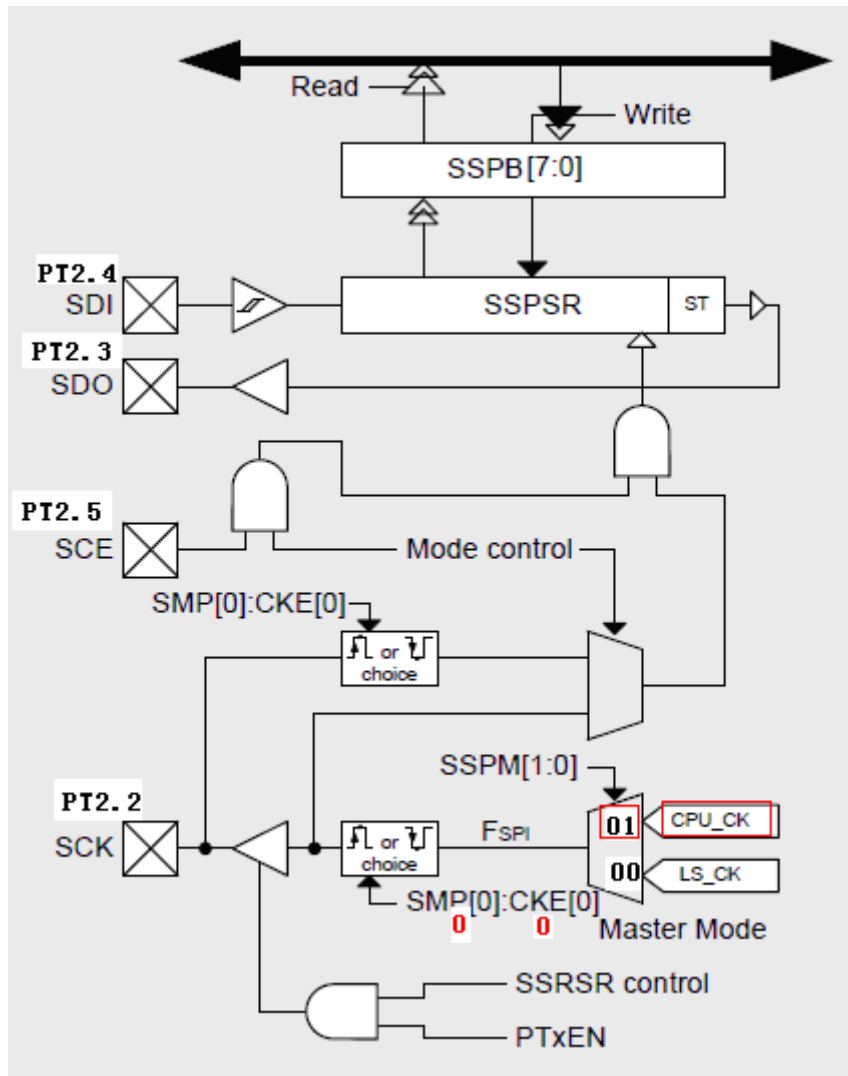 Read
Write
SSPB[7:0]
PT2.4
SDI
SSPSR
ST
PT2.3
SDO
PT2.5
SCE
Mode control
SMP[0]:CKE[0]
or
choice
SSPM[1:0]
PT2.2
SCK
or
choice
FSPI
01
CPU_CK
00
LS_CK
SMP[0]:CKE[0]
0
0
Master Mode
SSRSR control
PTxEN